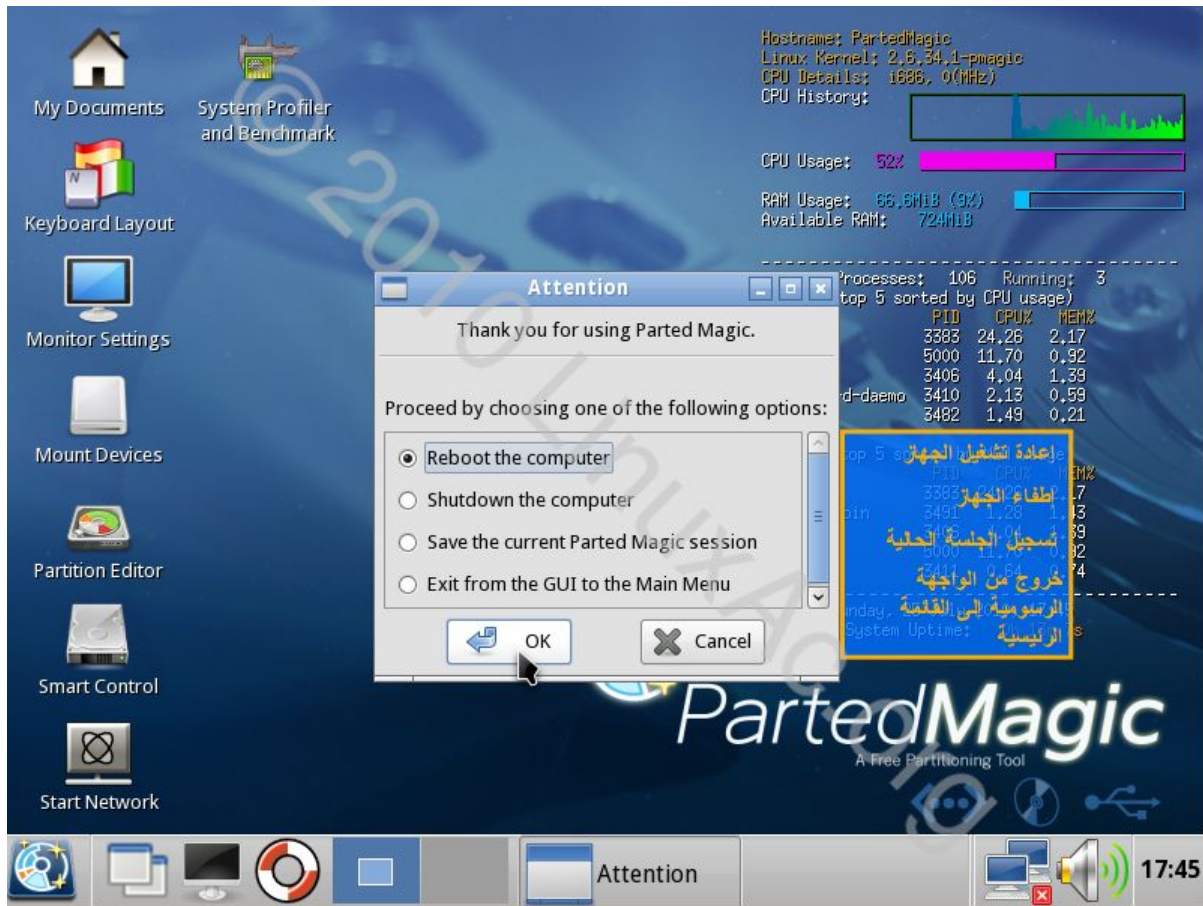 My Documents
System Profiler
and Benchmark
Keyboard Layout
Monitor Settings
Mount Devices
Partition Editor
Smart Control
Start Network
Hostname: PartedMagic
Linux Kernel: 2.6.34.1-pmagic
CPU Details: i686, 0(MHz)
CPU History:
CPU Usage: 52%
RAM Usage: 66.6MiB (9%)
Available RAM: 724MiB
Processes: 106 Running: 3
top 5 sorted by CPU usage)
PID CPU% MEM%
3383 24.26 2.17
5000 11.70 0.92
3406 4.04 1.39
d-daemo 3410 2.13 0.59
3482 1.49 0.21
Attention
Thank you for using Parted Magic.
Proceed by choosing one of the following options:
Reboot the computer
Shutdown the computer
Save the current Parted Magic session
Exit from the GUI to the Main Menu
OK
Cancel
إعادة تشغيل الجهاز
اطفاء الجهاز
تسجيل الجلسة الحالية
خروج من الواجهة
الرسومية إلى القائمة
الرئيسية
System Uptime:
PartedMagic
A Free Partitioning Tool
© 2010 LinuxAc.org
Attention
17:45